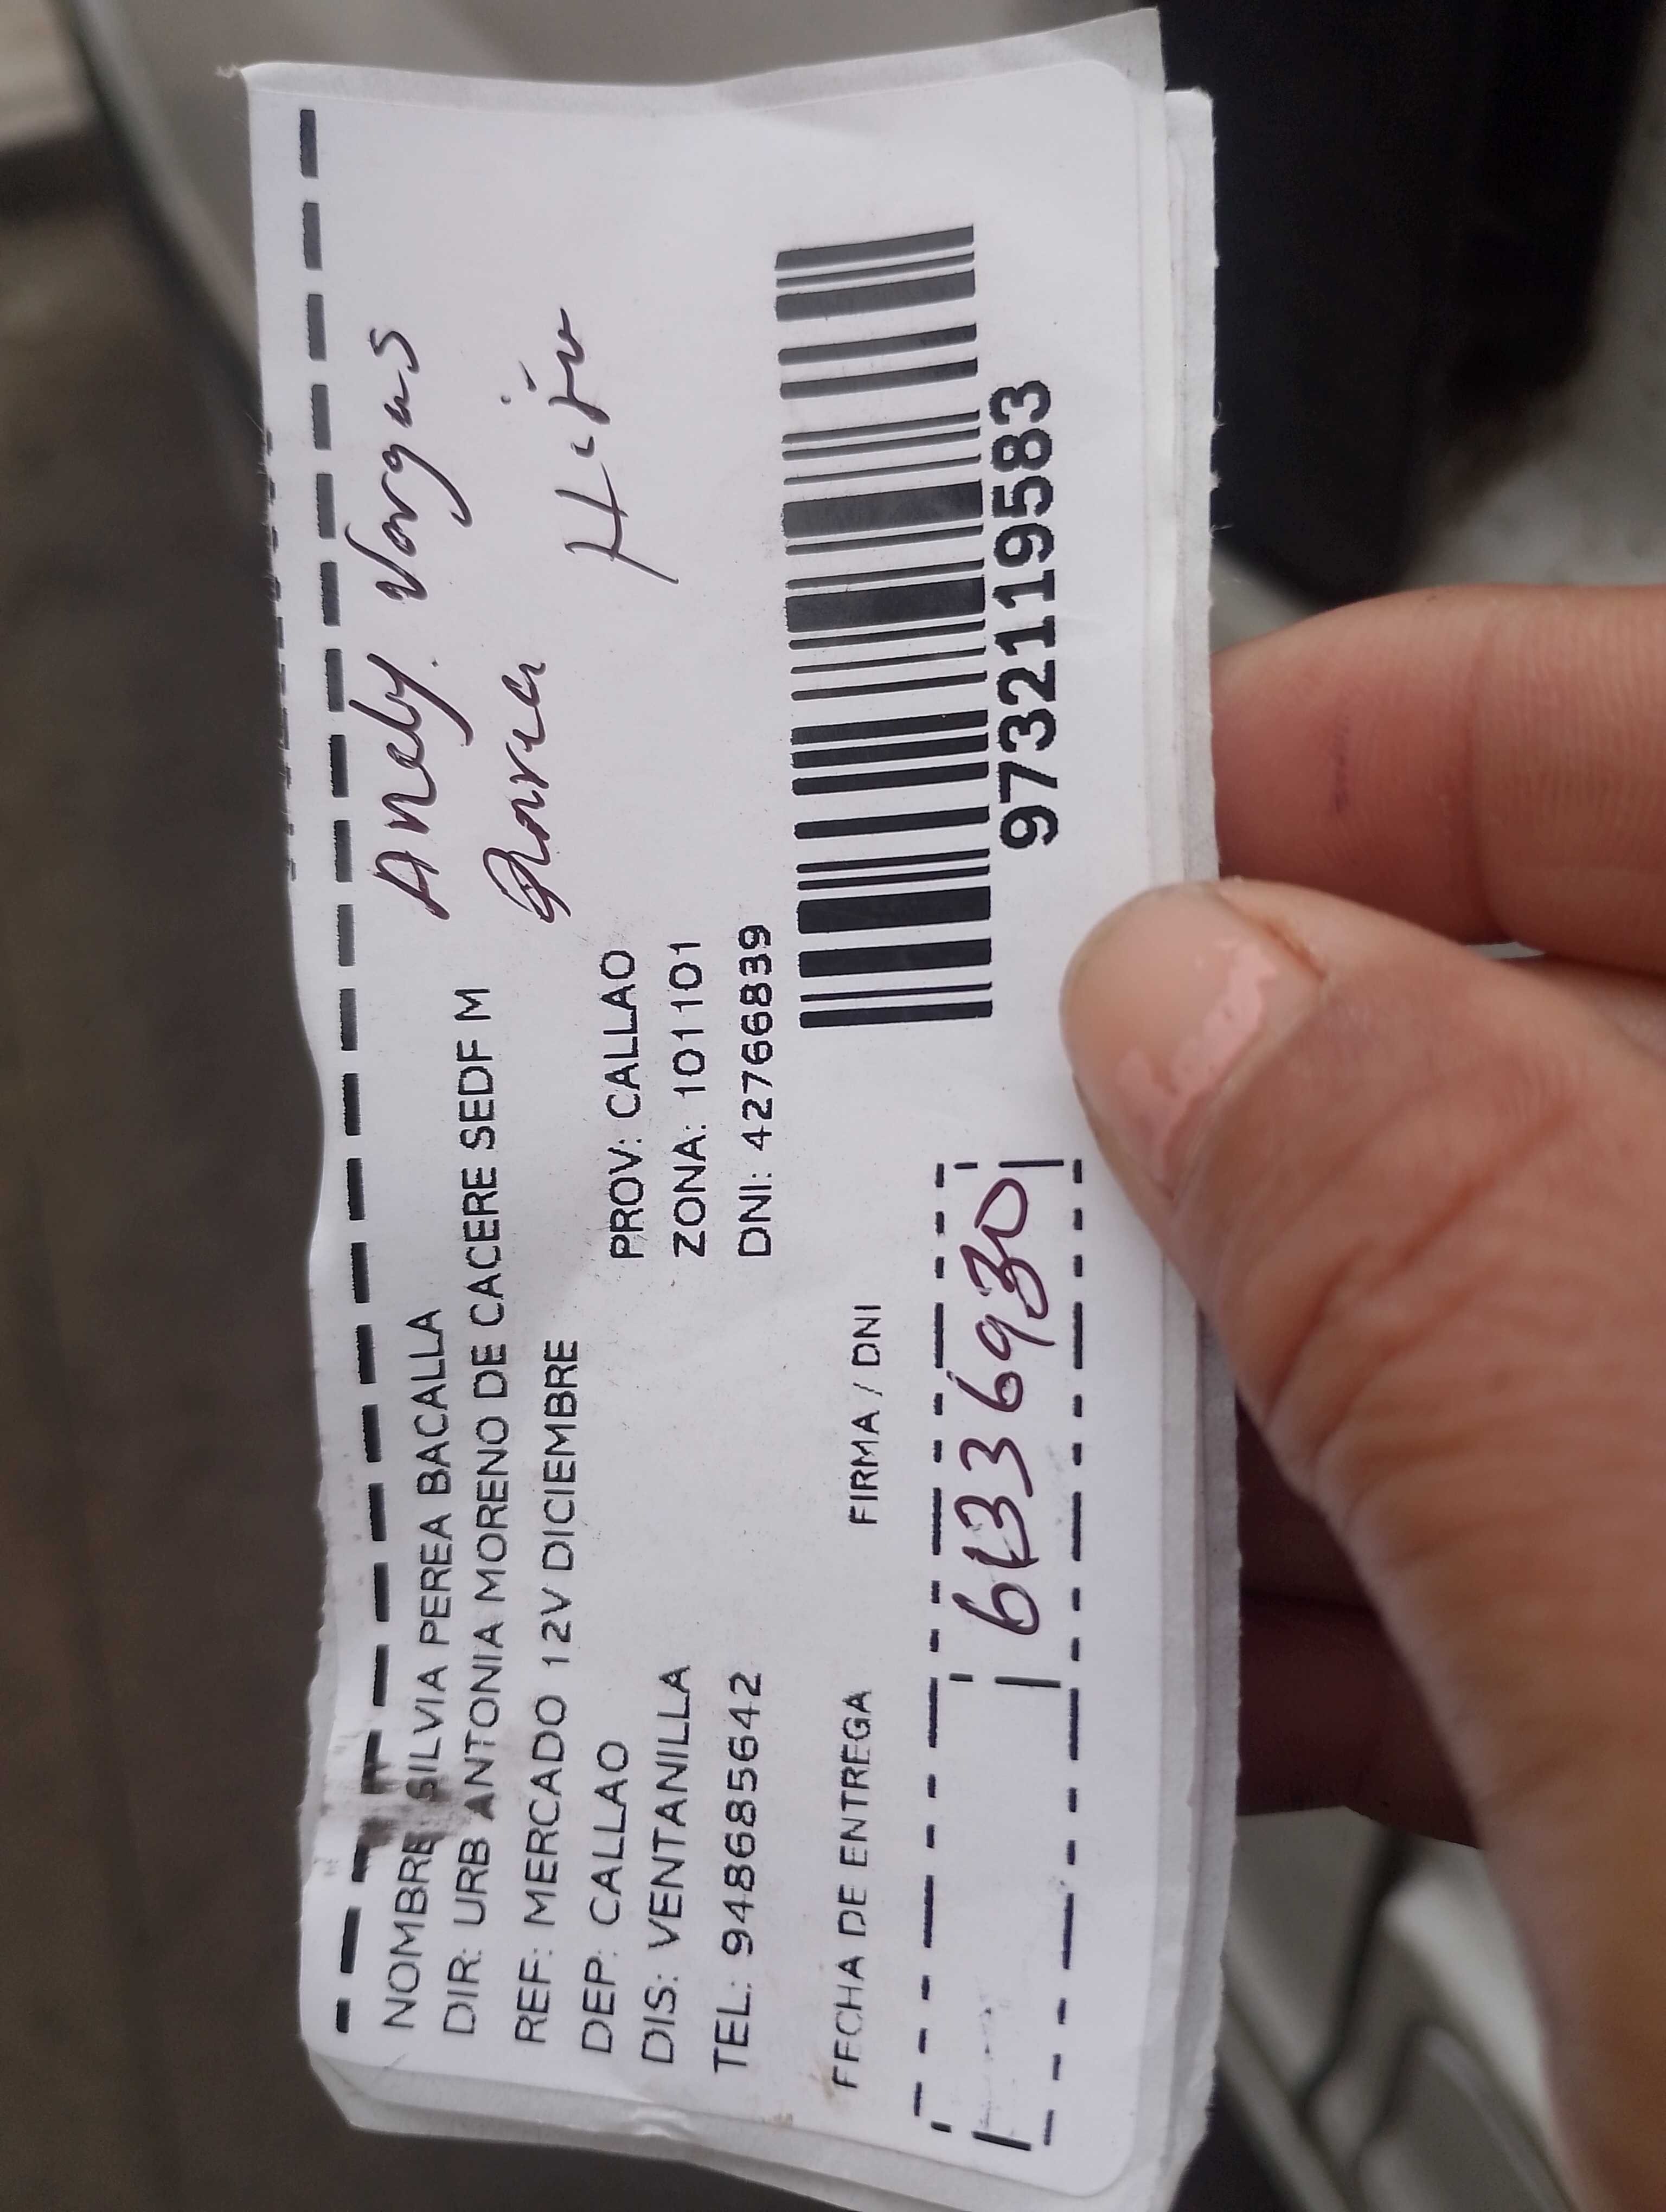 NOMBRE: SILVIA PEREA BACALLA
DIR: URB ANTONIA MORENO DE CACERE SEDF M
REF: MERCADO 12V DICIEMBRE
DEP: CALLAO PROV: CALLAO
DIS: VENTANILLA ZONA: 101101
TEL: 948685642 DNI: 42766839
Anely Vargas
Hijo
FECHA DE ENTREGA FIRMA / DNI
61336930
9732119583